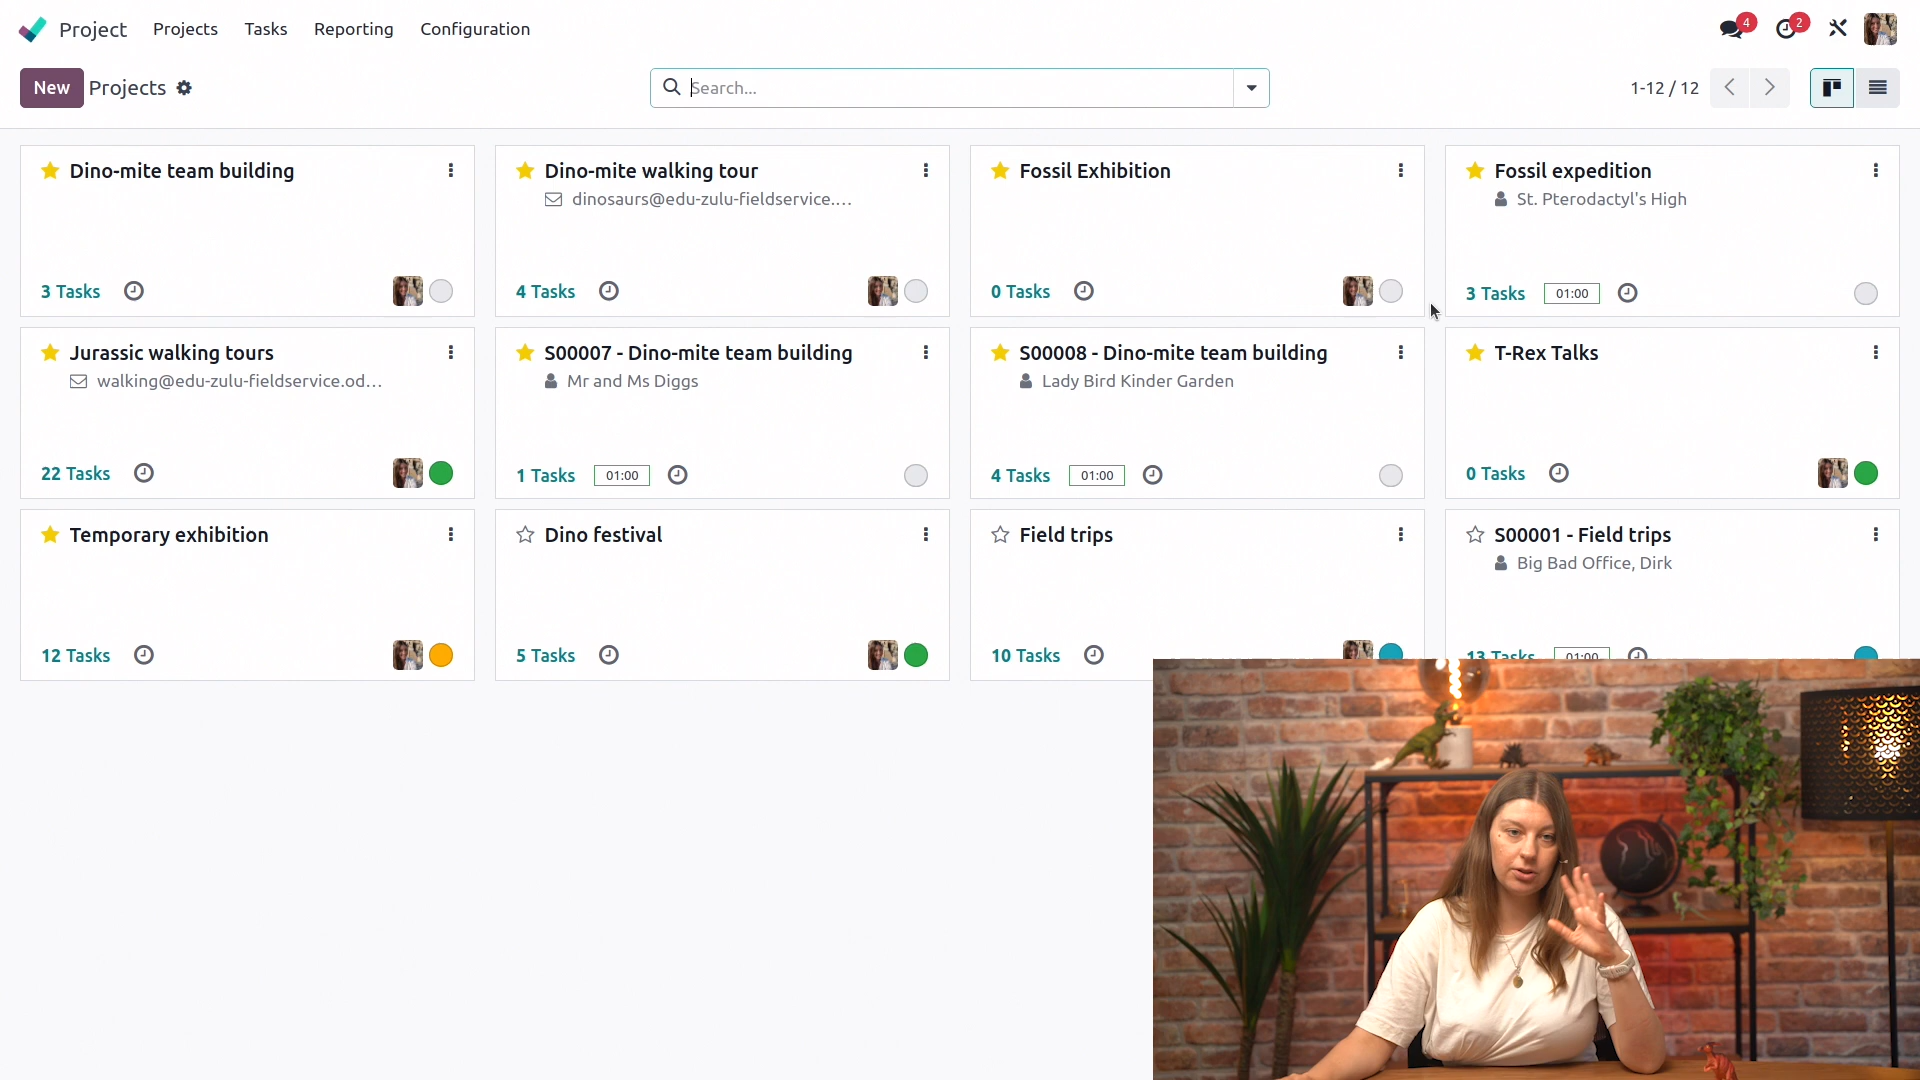 Project Projects Tasks Reporting Configuration 4 2
New Projects Search... 1-12 / 12
Dino-mite team building
3 Tasks
Dino-mite walking tour
dinosaurs@edu-zulu-fieldservice....
4 Tasks
Fossil Exhibition
0 Tasks
Fossil expedition
St. Pterodactyl's High
3 Tasks 01:00
Jurassic walking tours
walking@edu-zulu-fieldservice.od...
22 Tasks
S00007 - Dino-mite team building
Mr and Ms Diggs
1 Tasks 01:00
S00008 - Dino-mite team building
Lady Bird Kinder Garden
4 Tasks 01:00
T-Rex Talks
0 Tasks
Temporary exhibition
12 Tasks
Dino festival
5 Tasks
Field trips
10 Tasks
S00001 - Field trips
Big Bad Office, Dirk
13 Tasks 01:00